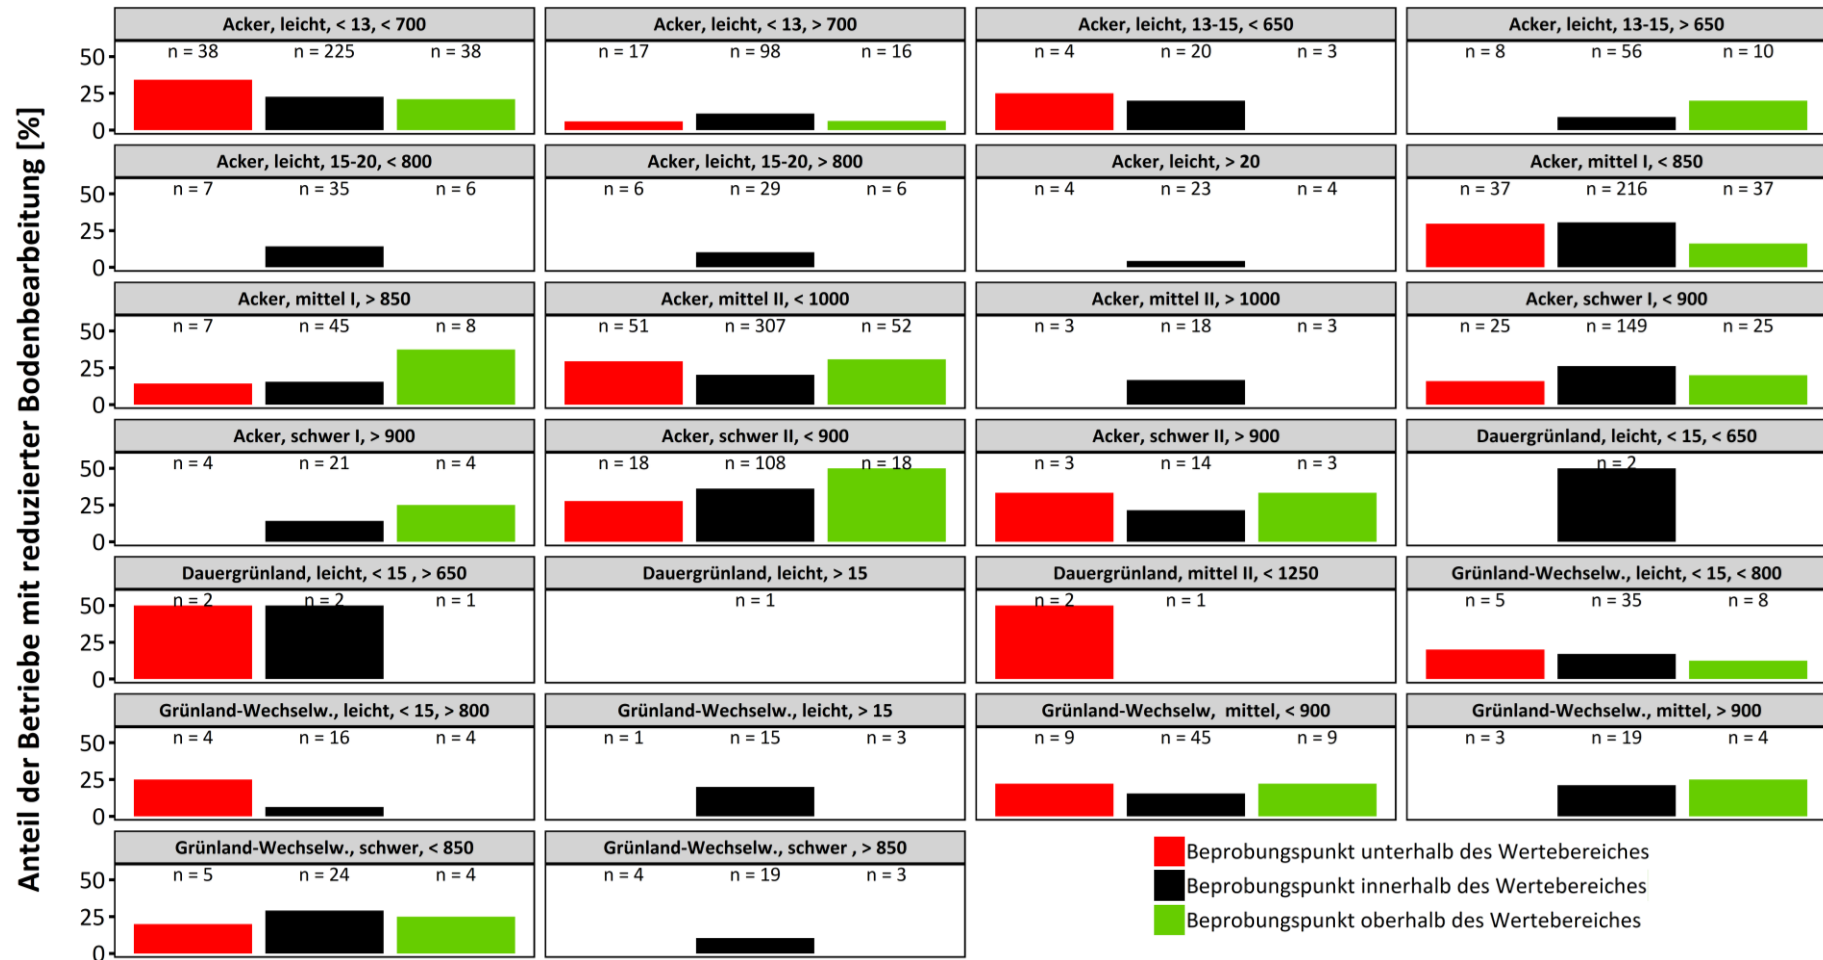 Anteil der Betriebe mit reduzierter Bodenbearbeitung [%]
Acker, leicht, < 13, < 700
50
25
0
n = 38 n = 225 n = 38
Acker, leicht, < 13, > 700
n = 17 n = 98 n = 16
Acker, leicht, 13-15, < 650
n = 4 n = 20 n = 3
Acker, leicht, 13-15, > 650
n = 8 n = 56 n = 10
Acker, leicht, 15-20, < 800
50
25
0
n = 7 n = 35 n = 6
Acker, leicht, 15-20, > 800
n = 6 n = 29 n = 6
Acker, leicht, > 20
n = 4 n = 23 n = 4
Acker, mittel I, < 850
n = 37 n = 216 n = 37
Acker, mittel I, > 850
50
25
0
n = 7 n = 45 n = 8
Acker, mittel II, < 1000
n = 51 n = 307 n = 52
Acker, mittel II, > 1000
n = 3 n = 18 n = 3
Acker, schwer I, < 900
n = 25 n = 149 n = 25
Acker, schwer I, > 900
50
25
0
n = 4 n = 21 n = 4
Acker, schwer II, < 900
n = 18 n = 108 n = 18
Acker, schwer II, > 900
n = 3 n = 14 n = 3
Dauergrünland, leicht, < 15, < 650
n = 2
Dauergrünland, leicht, < 15 , > 650
50
25
0
n = 2 n = 2 n = 1
Dauergrünland, leicht, > 15
n = 1
Dauergrünland, mittel II, < 1250
n = 2 n = 1
Grünland-Wechselw., leicht, < 15, < 800
n = 5 n = 35 n = 8
Grünland-Wechselw., leicht, < 15, > 800
50
25
0
n = 4 n = 16 n = 4
Grünland-Wechselw., leicht, > 15
n = 1 n = 15 n = 3
Grünland-Wechselw, mittel, < 900
n = 9 n = 45 n = 9
Grünland-Wechselw., mittel, > 900
n = 3 n = 19 n = 4
Grünland-Wechselw., schwer, < 850
50
25
0
n = 5 n = 24 n = 4
Grünland-Wechselw., schwer , > 850
n = 4 n = 19 n = 3
Beprobungspunkt unterhalb des Wertebereiches
Beprobungspunkt innerhalb des Wertebereiches
Beprobungspunkt oberhalb des Wertebereiches